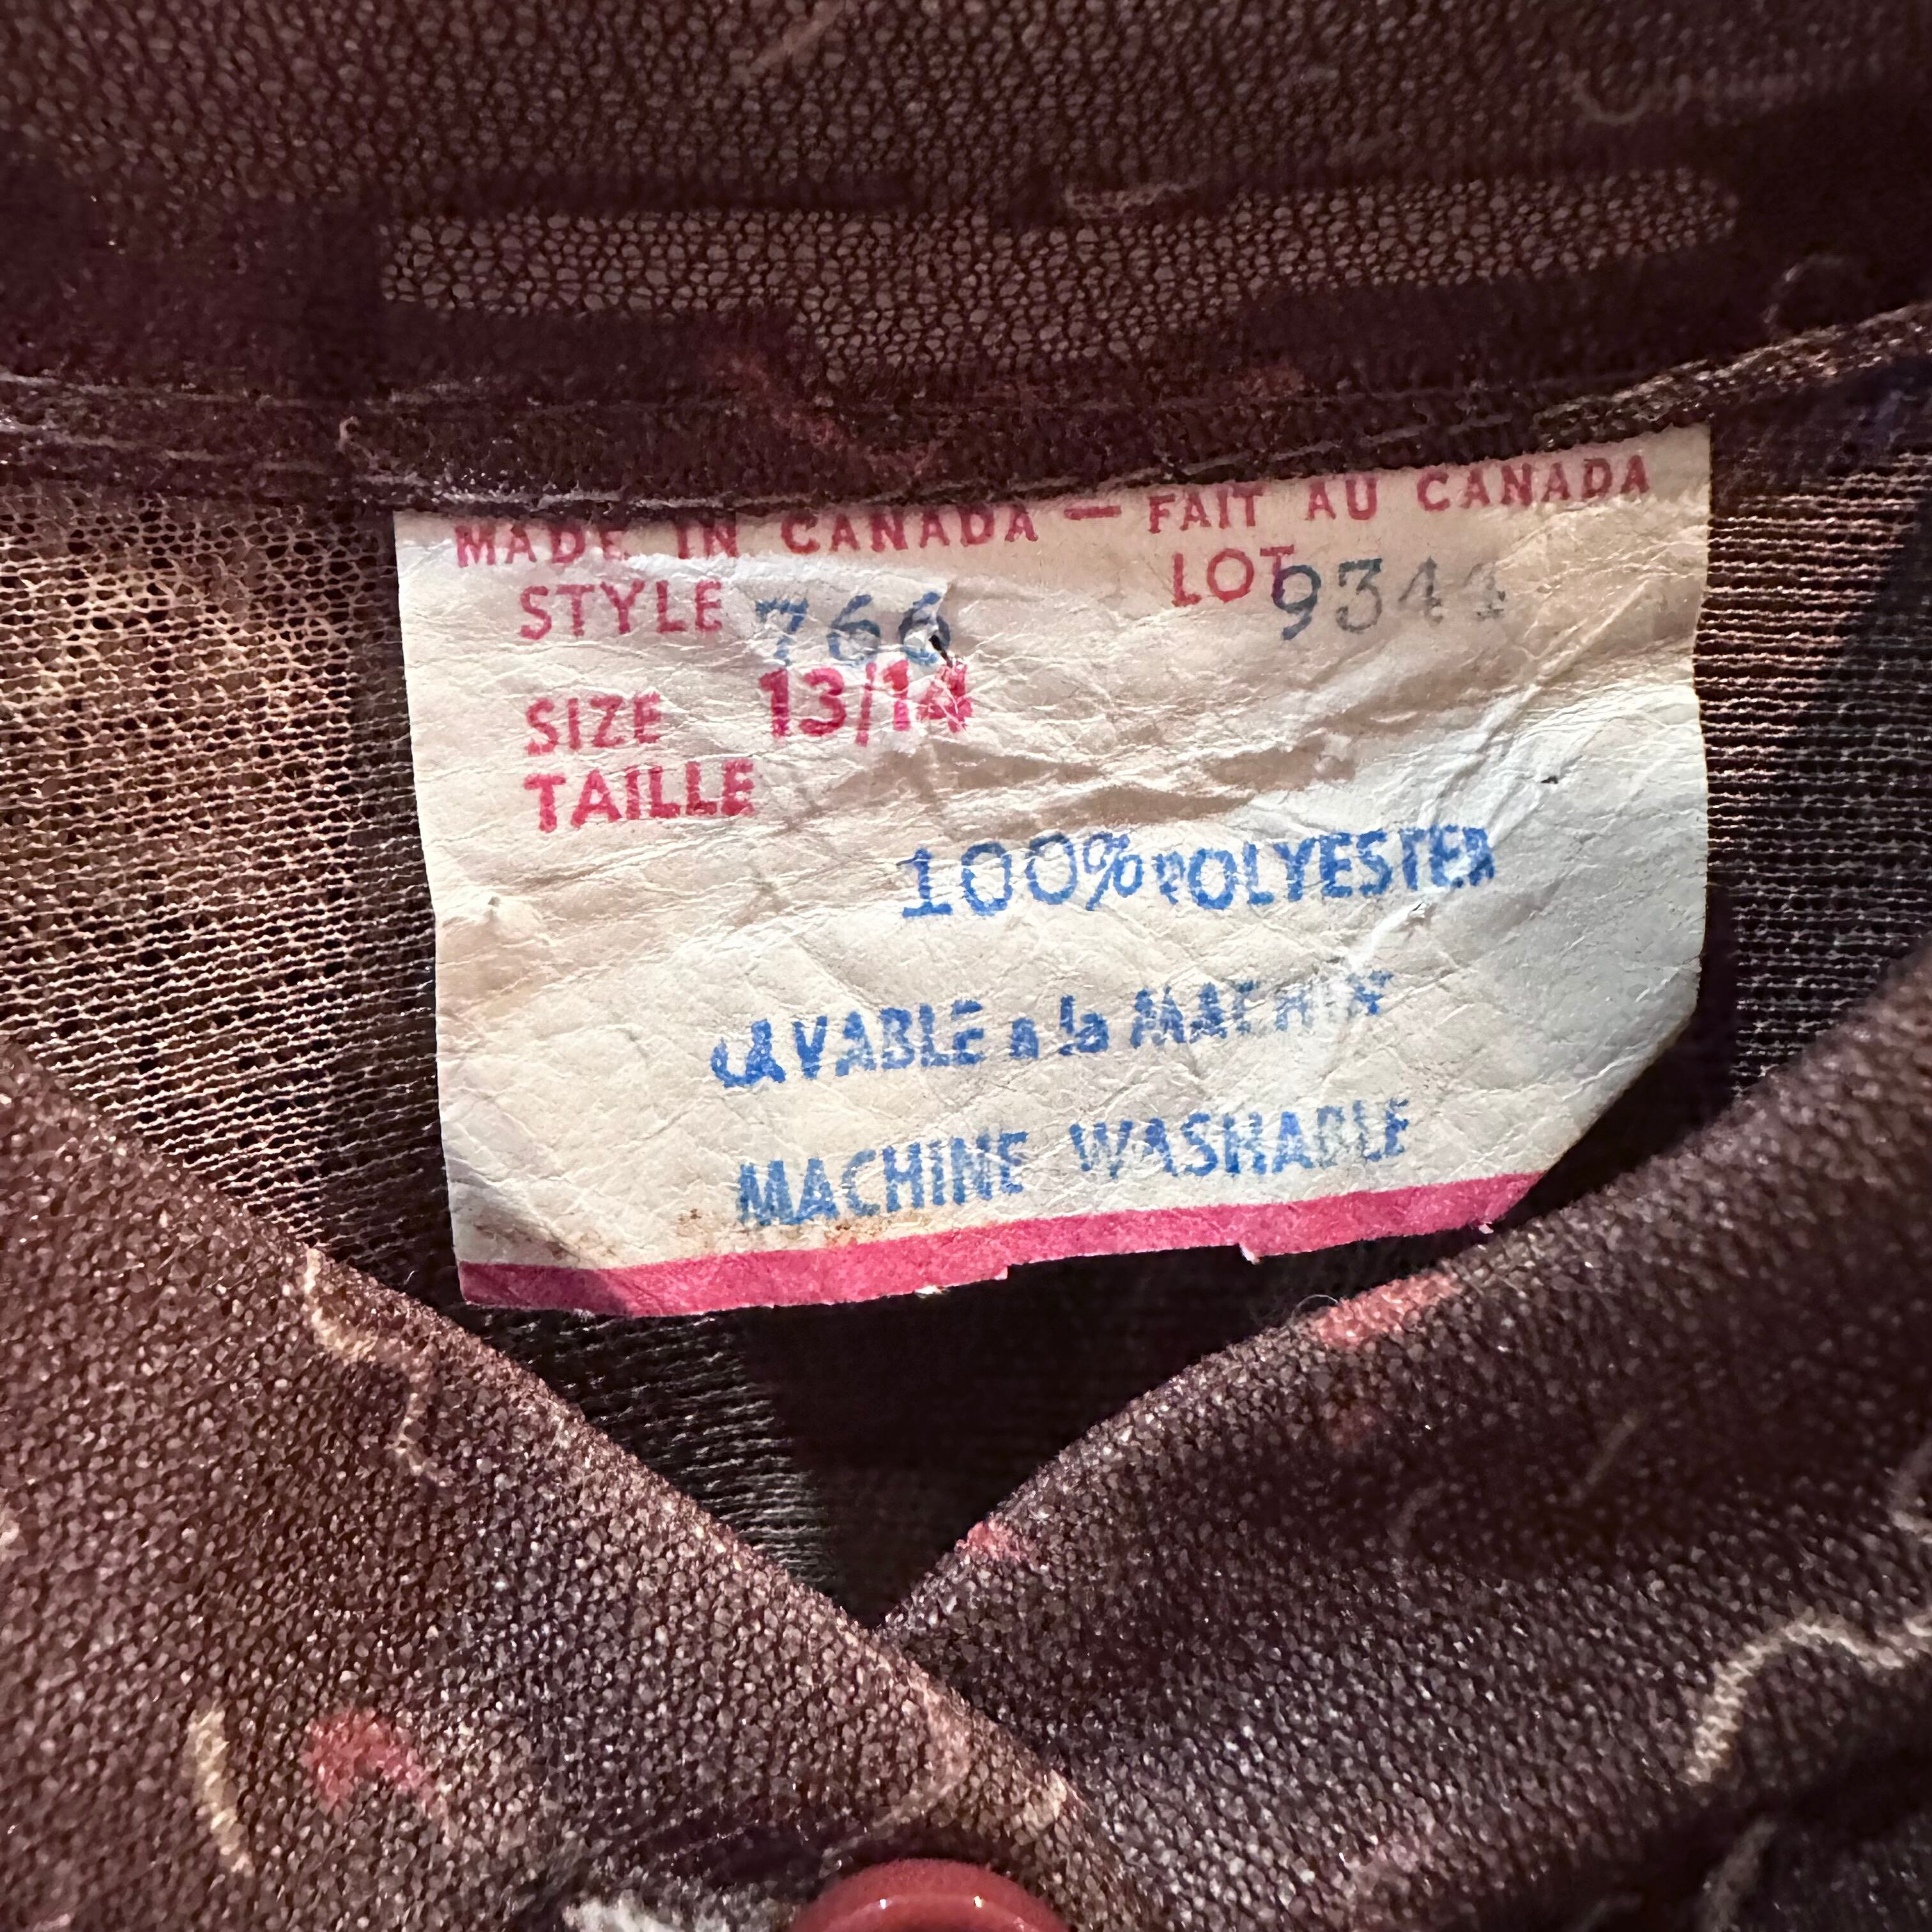 MADE IN CANADA — FAIT AU CANADA
STYLE 766 LOT 9344
SIZE 13/14
TAILLE
100% POLYESTER
LAVABLE a la MACHIN
MACHINE WASHABLE